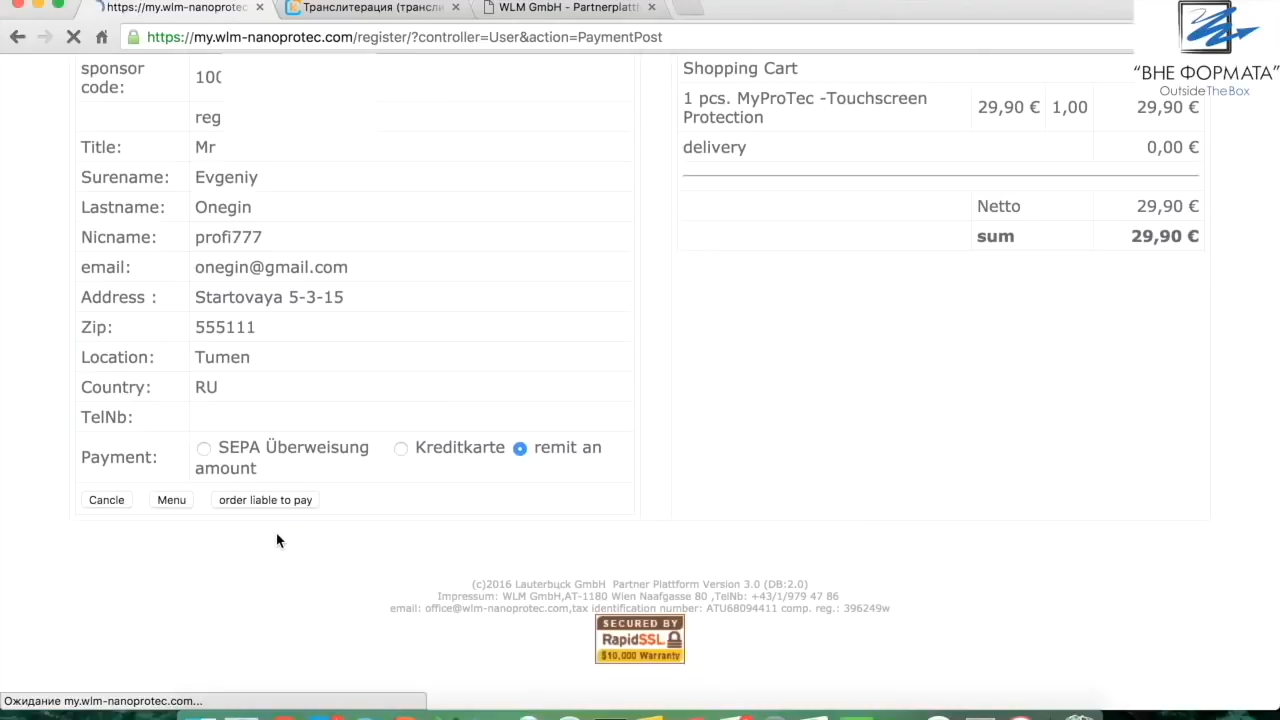 https://my.wlm-nanoprotec
Транслитерация (трансли
WLM GmbH - Partnerplattf
https://my.wlm-nanoprotec.com/register/?controller=User&action=PaymentPost
“ВНЕ ФОРМАТА”
OutsideTheBox
sponsor code: 100
reg
Title: Mr
Surename: Evgeniy
Lastname: Onegin
Nicname: profi777
email: onegin@gmail.com
Address : Startovaya 5-3-15
Zip: 555111
Location: Tumen
Country: RU
TelNb:
Payment: SEPA Überweisung Kreditkarte remit an
amount
Cancle Menu order liable to pay
Shopping Cart
1 pcs. MyProTec -Touchscreen
Protection 29,90 € 1,00 29,90 €
delivery 0,00 €
Netto 29,90 €
sum 29,90 €
(c)2016 Lauterbцck GmbH Partner Plattform Version 3.0 (DB:2.0)
Impressum: WLM GmbH,AT-1180 Wien Naafgasse 80 ,TelNb: +43/1/979 47 86
email: office@wlm-nanoprotec.com,tax identification number: ATU68094411 comp. reg.: 396249w
SECURED BY
RapidSSL
$10,000 Warranty
Ожидание my.wlm-nanoprotec.com...